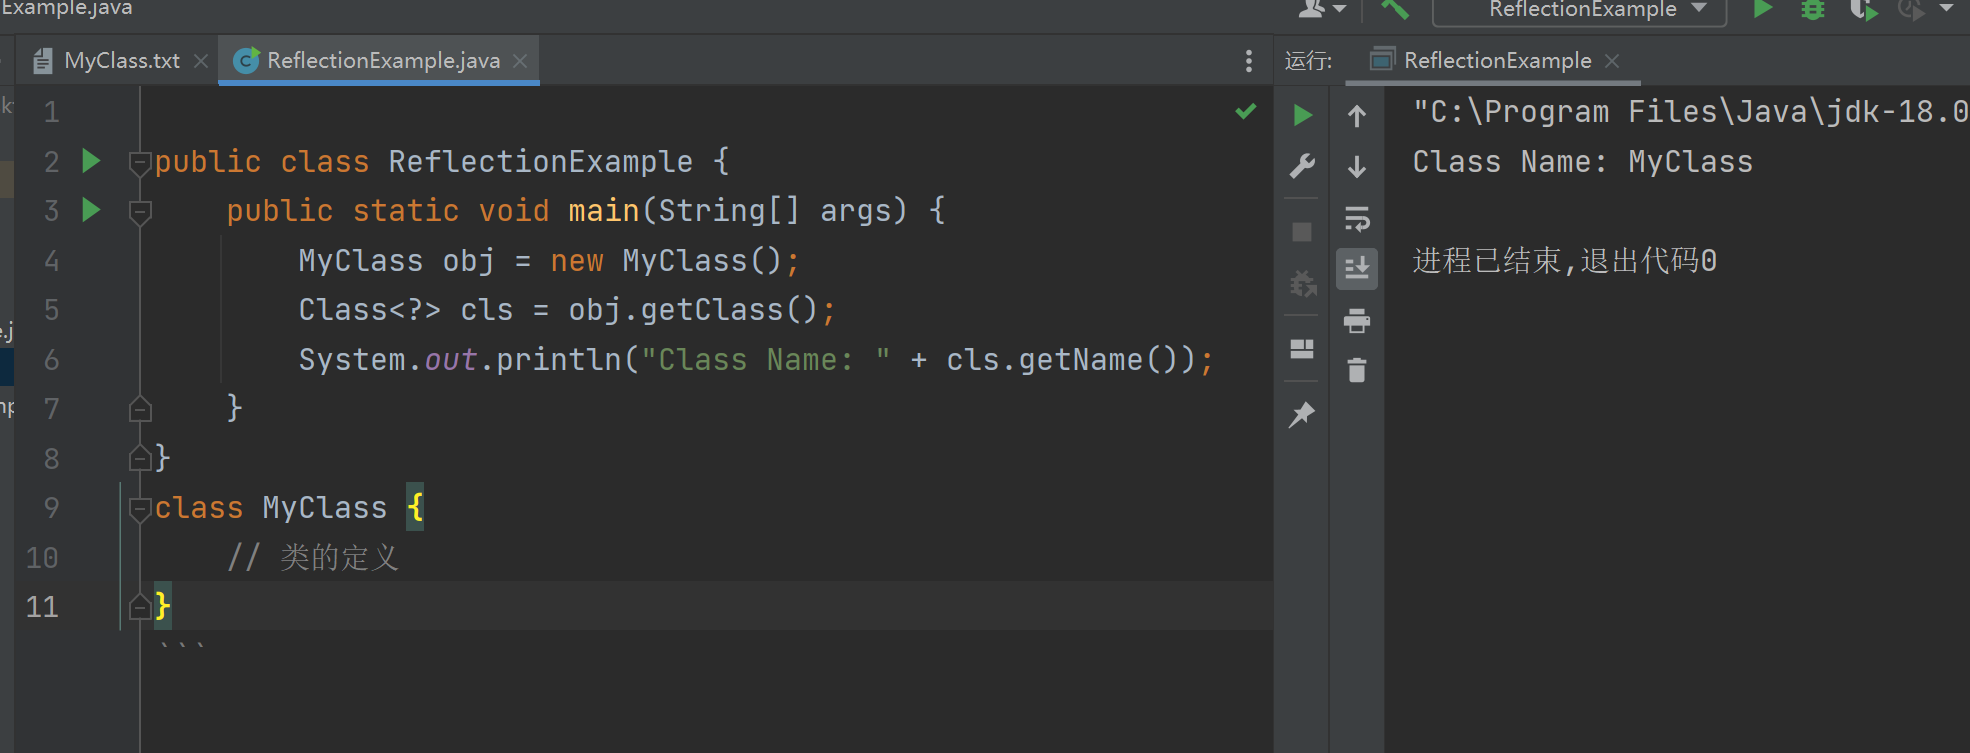 Example.java
ReflectionExample
MyClass.txt
ReflectionExample.java
运行:
ReflectionExample
1
2 public class ReflectionExample {
3 public static void main(String[] args) {
4 MyClass obj = new MyClass();
5 Class<?> cls = obj.getClass();
6 System.out.println("Class Name: " + cls.getName());
7 }
8 }
9 class MyClass {
10 // 类的定义
11 }
```
"C:\Program Files\Java\jdk-18.0
Class Name: MyClass
进程已结束,退出代码0